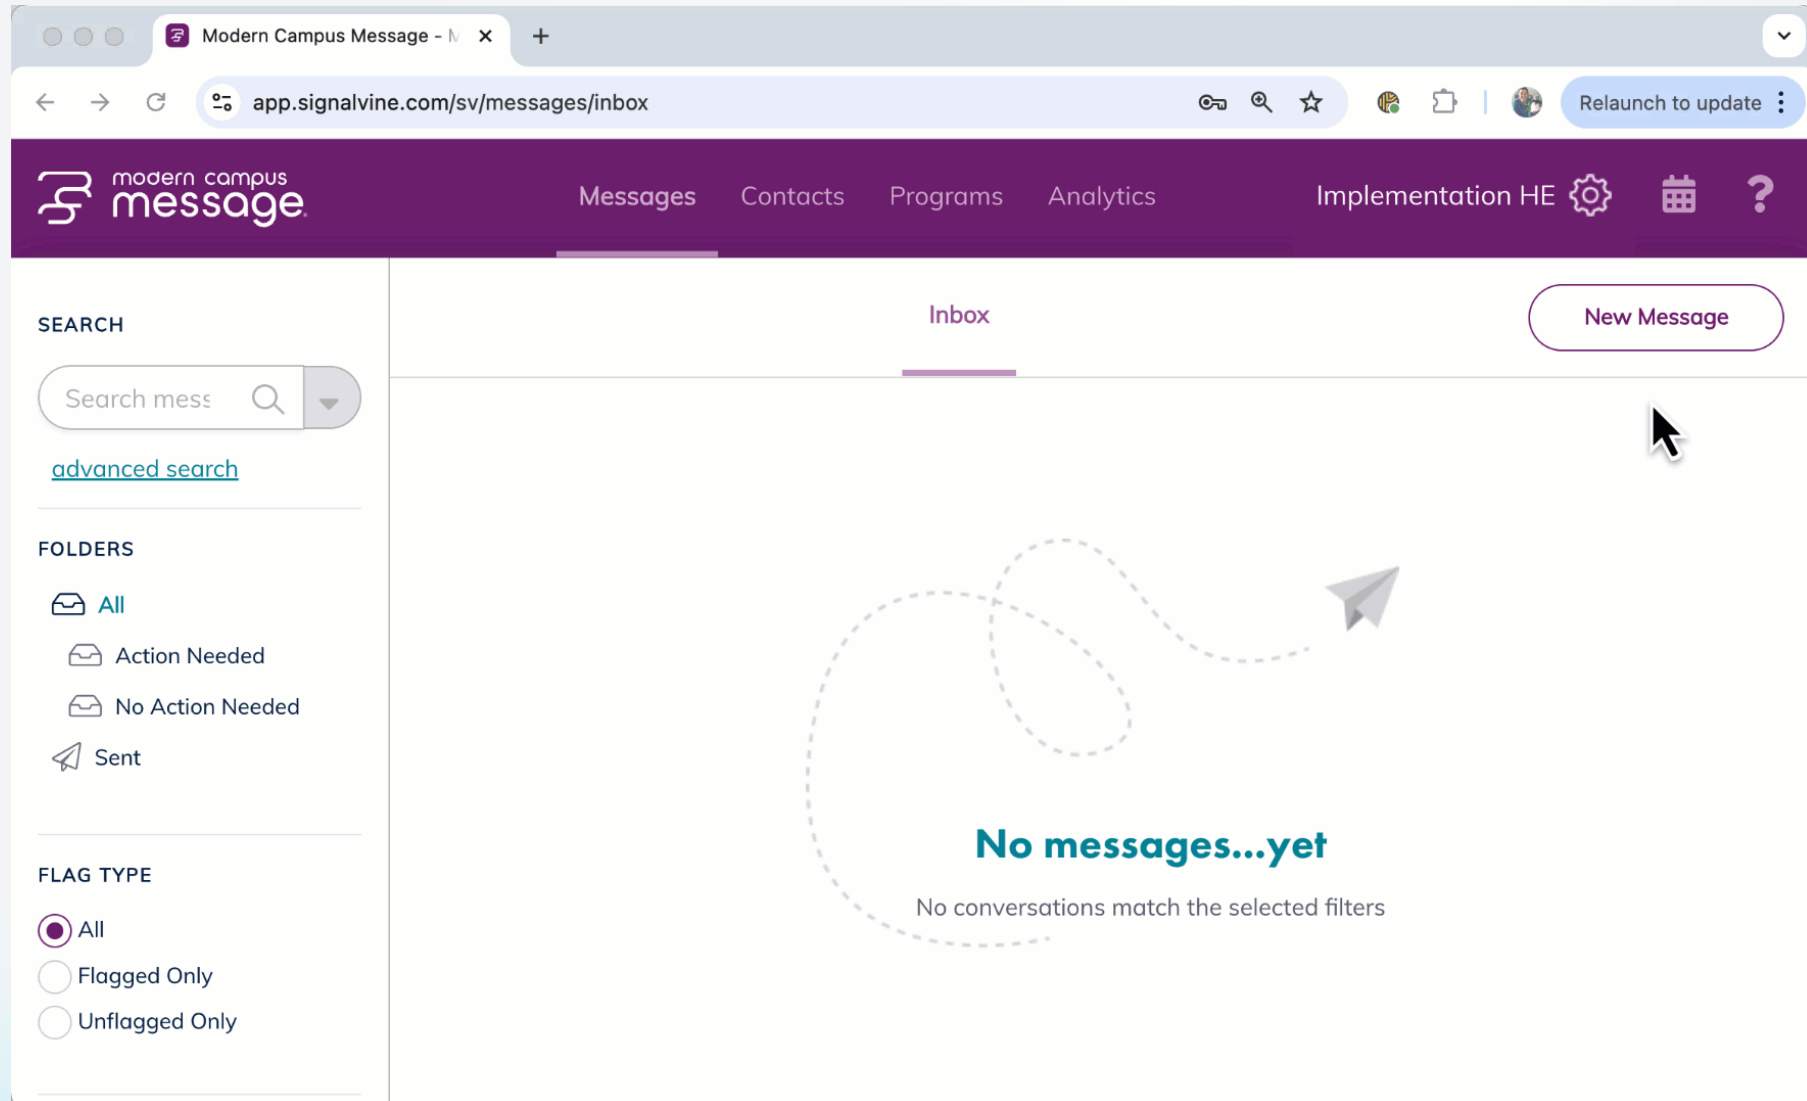 Modern Campus Message -
app.signalvine.com/sv/messages/inbox
Relaunch to update
modern campus
message.
Messages
Contacts
Programs
Analytics
Implementation HE
?
SEARCH
Search mess
advanced search
FOLDERS
All
Action Needed
No Action Needed
Sent
FLAG TYPE
All
Flagged Only
Unflagged Only
Inbox
New Message
No messages...yet
No conversations match the selected filters